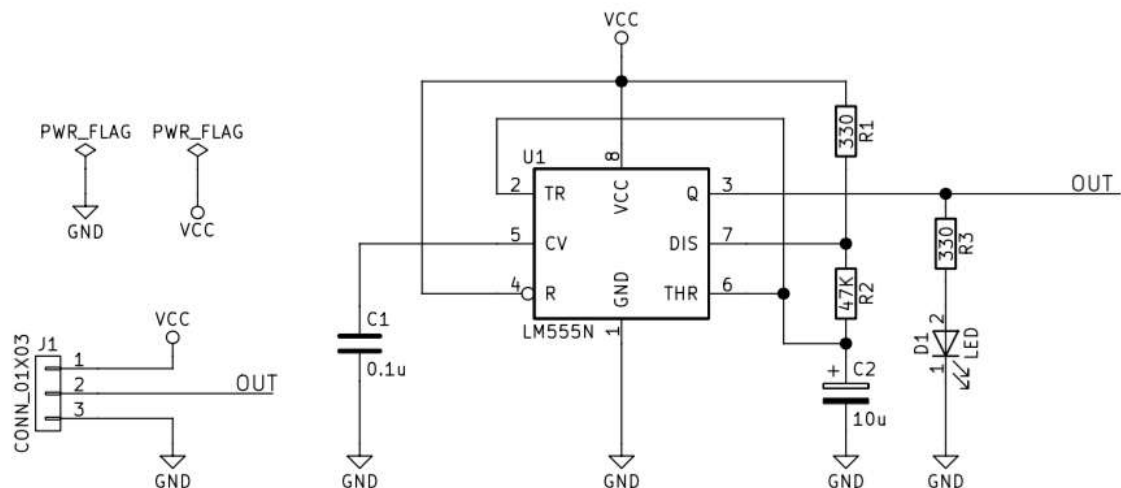 VCC
PWR_FLAG PWR_FLAG
GND VCC
330 R1
U1
8
2 TR VCC Q 3 OUT
5 CV DIS 7
4 R GND THR 6
LM555N 1
330 R3
47K R2
C1
0.1u
GND
GND
C2
+
10u
GND
2
D1 LED
1
GND
J1 VCC
CONN_01X03
1
2 OUT
3
GND